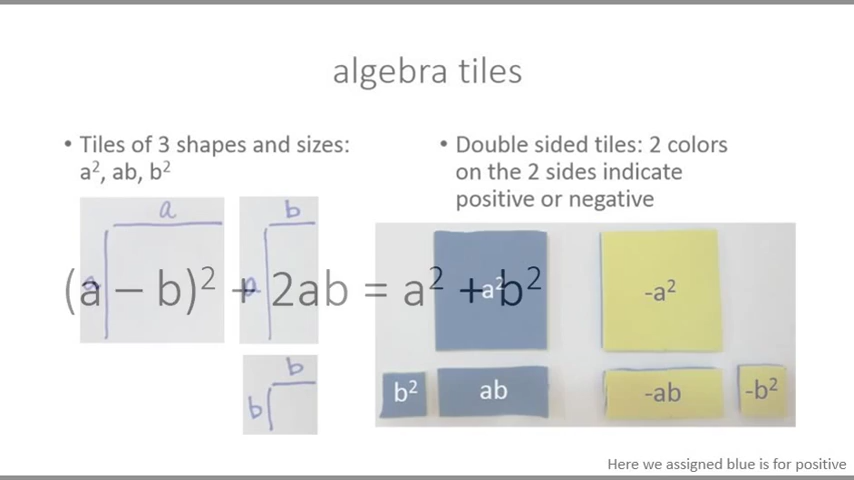 algebra tiles
• Tiles of 3 shapes and sizes:
a², ab, b²
• Double sided tiles: 2 colors
on the 2 sides indicate
positive or negative
a
a
b
a
b
b
(a − b)² + 2ab = a² + b²
a²
-a²
b²
ab
-ab
-b²
Here we assigned blue is for positive